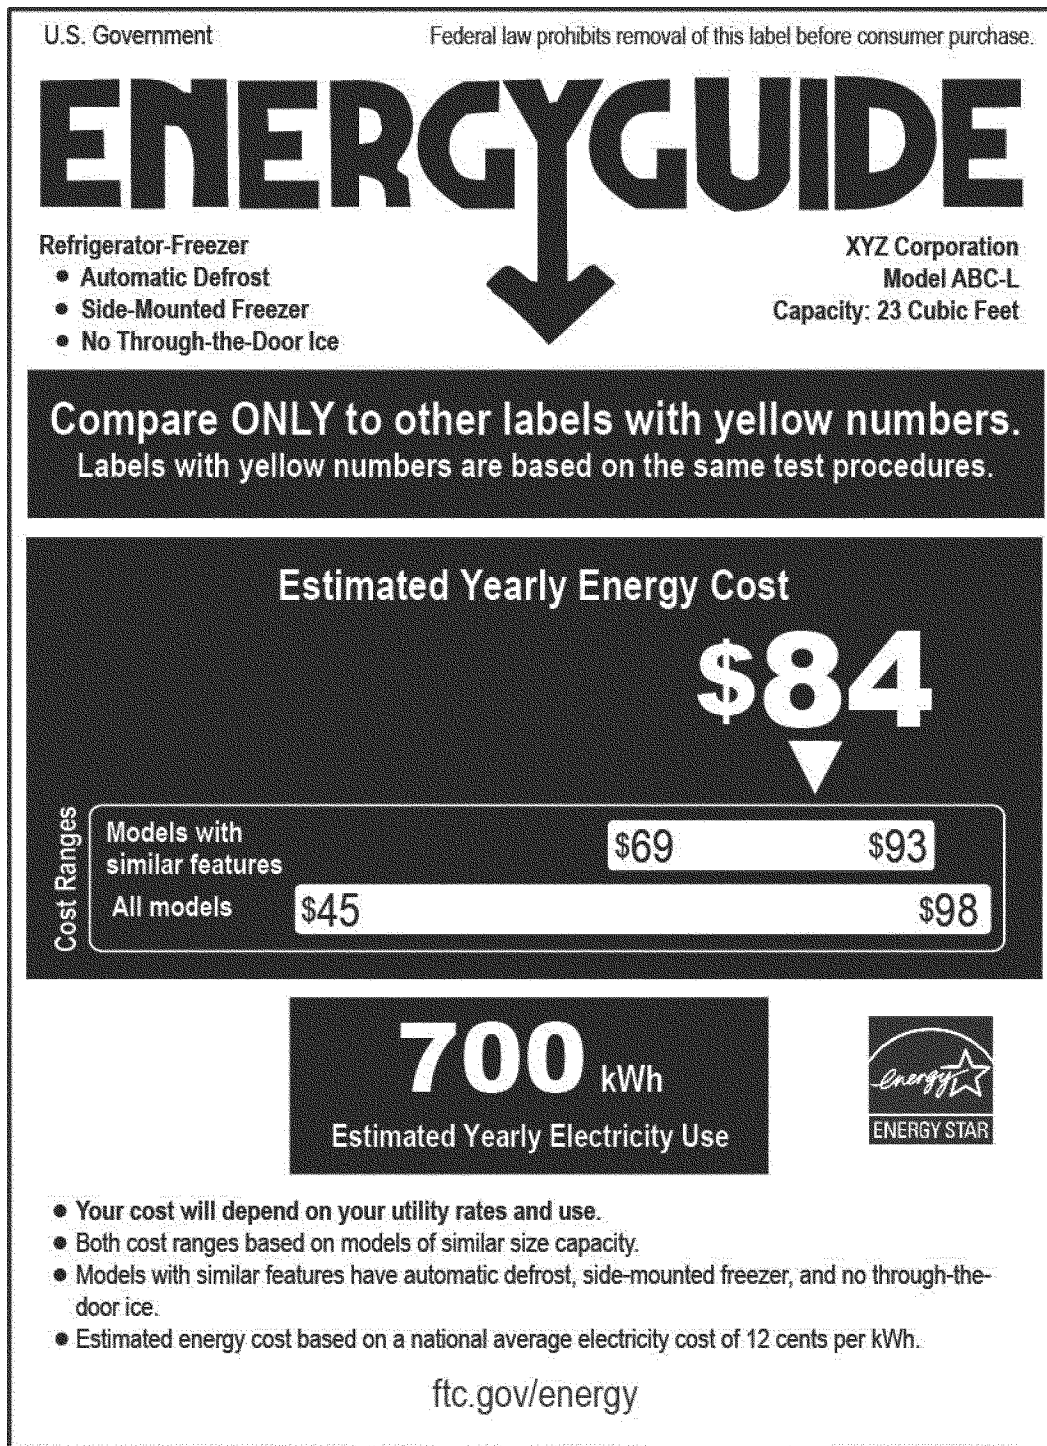 U.S. Government
Federal law prohibits removal of this label before consumer purchase.
ENERGYGUIDE
Refrigerator-Freezer
● Automatic Defrost
● Side-Mounted Freezer
● No Through-the-Door Ice
XYZ Corporation
Model ABC-L
Capacity: 23 Cubic Feet
Compare ONLY to other labels with yellow numbers.
Labels with yellow numbers are based on the same test procedures.
Estimated Yearly Energy Cost
$84
Cost Ranges
Models with
similar features
$69 $93
All models
$45 $98
700 kWh
Estimated Yearly Electricity Use
energy
ENERGY STAR
● Your cost will depend on your utility rates and use.
● Both cost ranges based on models of similar size capacity.
● Models with similar features have automatic defrost, side-mounted freezer, and no through-the-
door ice.
● Estimated energy cost based on a national average electricity cost of 12 cents per kWh.
ftc.gov/energy